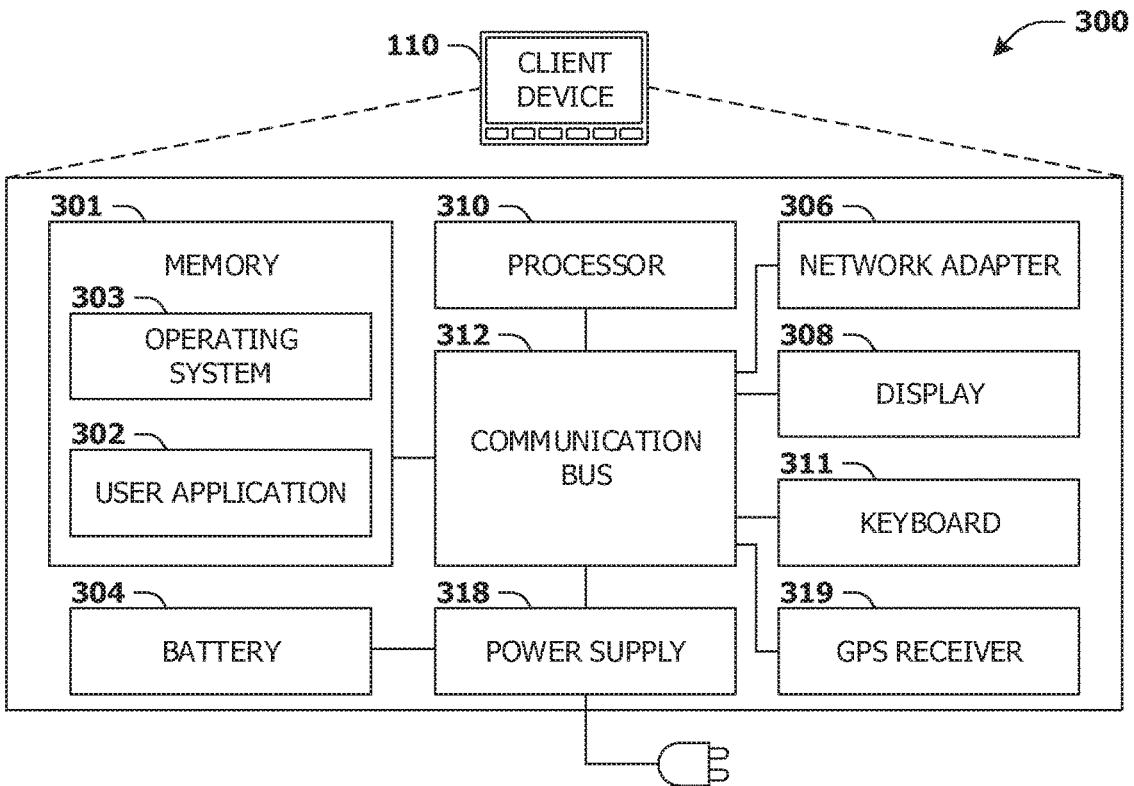 300
110
CLIENT
DEVICE
301
MEMORY
303
OPERATING
SYSTEM
302
USER APPLICATION
304
BATTERY
310
PROCESSOR
312
COMMUNICATION
BUS
318
POWER SUPPLY
306
NETWORK ADAPTER
308
DISPLAY
311
KEYBOARD
319
GPS RECEIVER